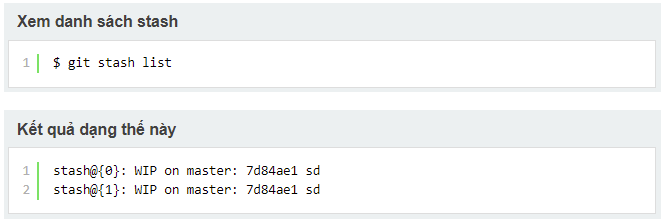 Xem danh sách stash
1 $ git stash list
Kết quả dạng thế này
1 stash@{0}: WIP on master: 7d84ae1 sd
2 stash@{1}: WIP on master: 7d84ae1 sd